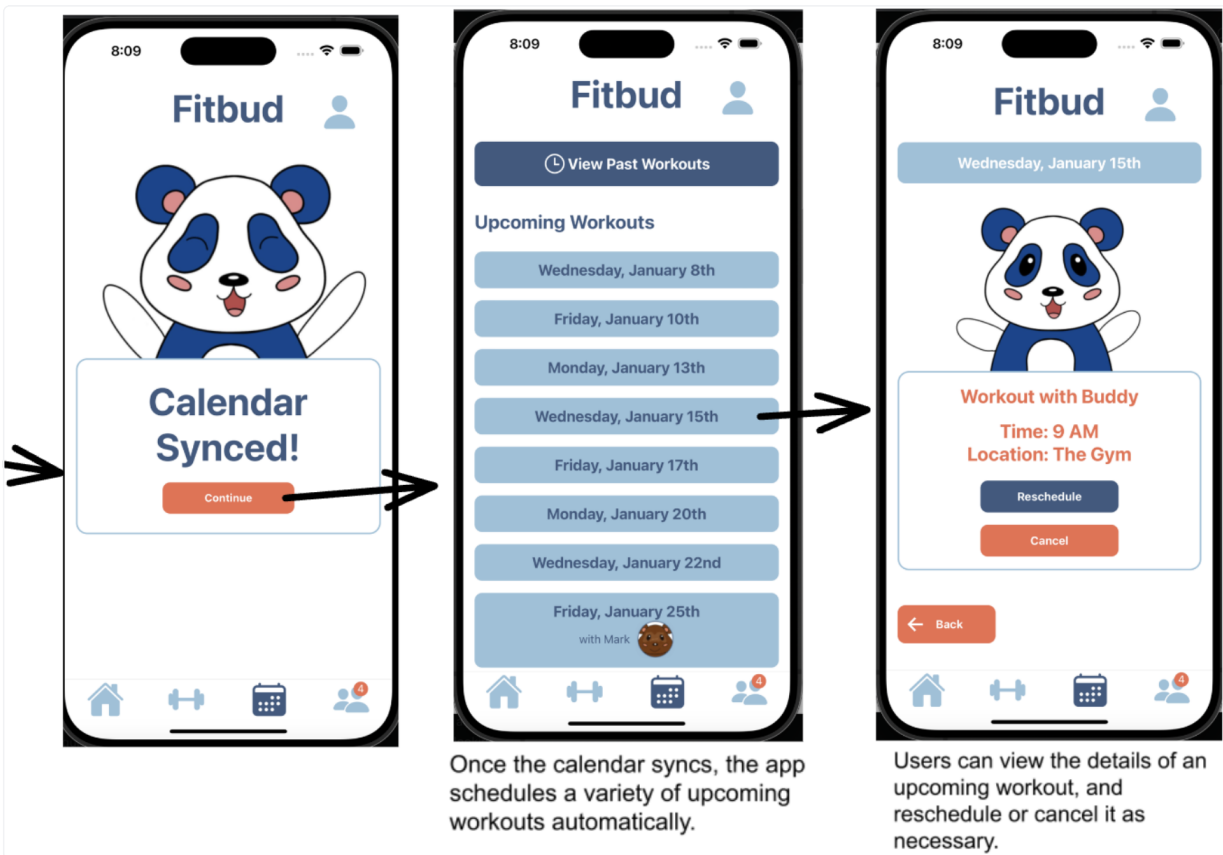 8:09
Fitbud
Calendar
Synced!
Continue
4
8:09
Fitbud
View Past Workouts
Upcoming Workouts
Wednesday, January 8th
Friday, January 10th
Monday, January 13th
Wednesday, January 15th
Friday, January 17th
Monday, January 20th
Wednesday, January 22nd
Friday, January 25th
with Mark
4
Once the calendar syncs, the app
schedules a variety of upcoming
workouts automatically.
8:09
Fitbud
Wednesday, January 15th
Workout with Buddy
Time: 9 AM
Location: The Gym
Reschedule
Cancel
Back
4
Users can view the details of an
upcoming workout, and
reschedule or cancel it as
necessary.